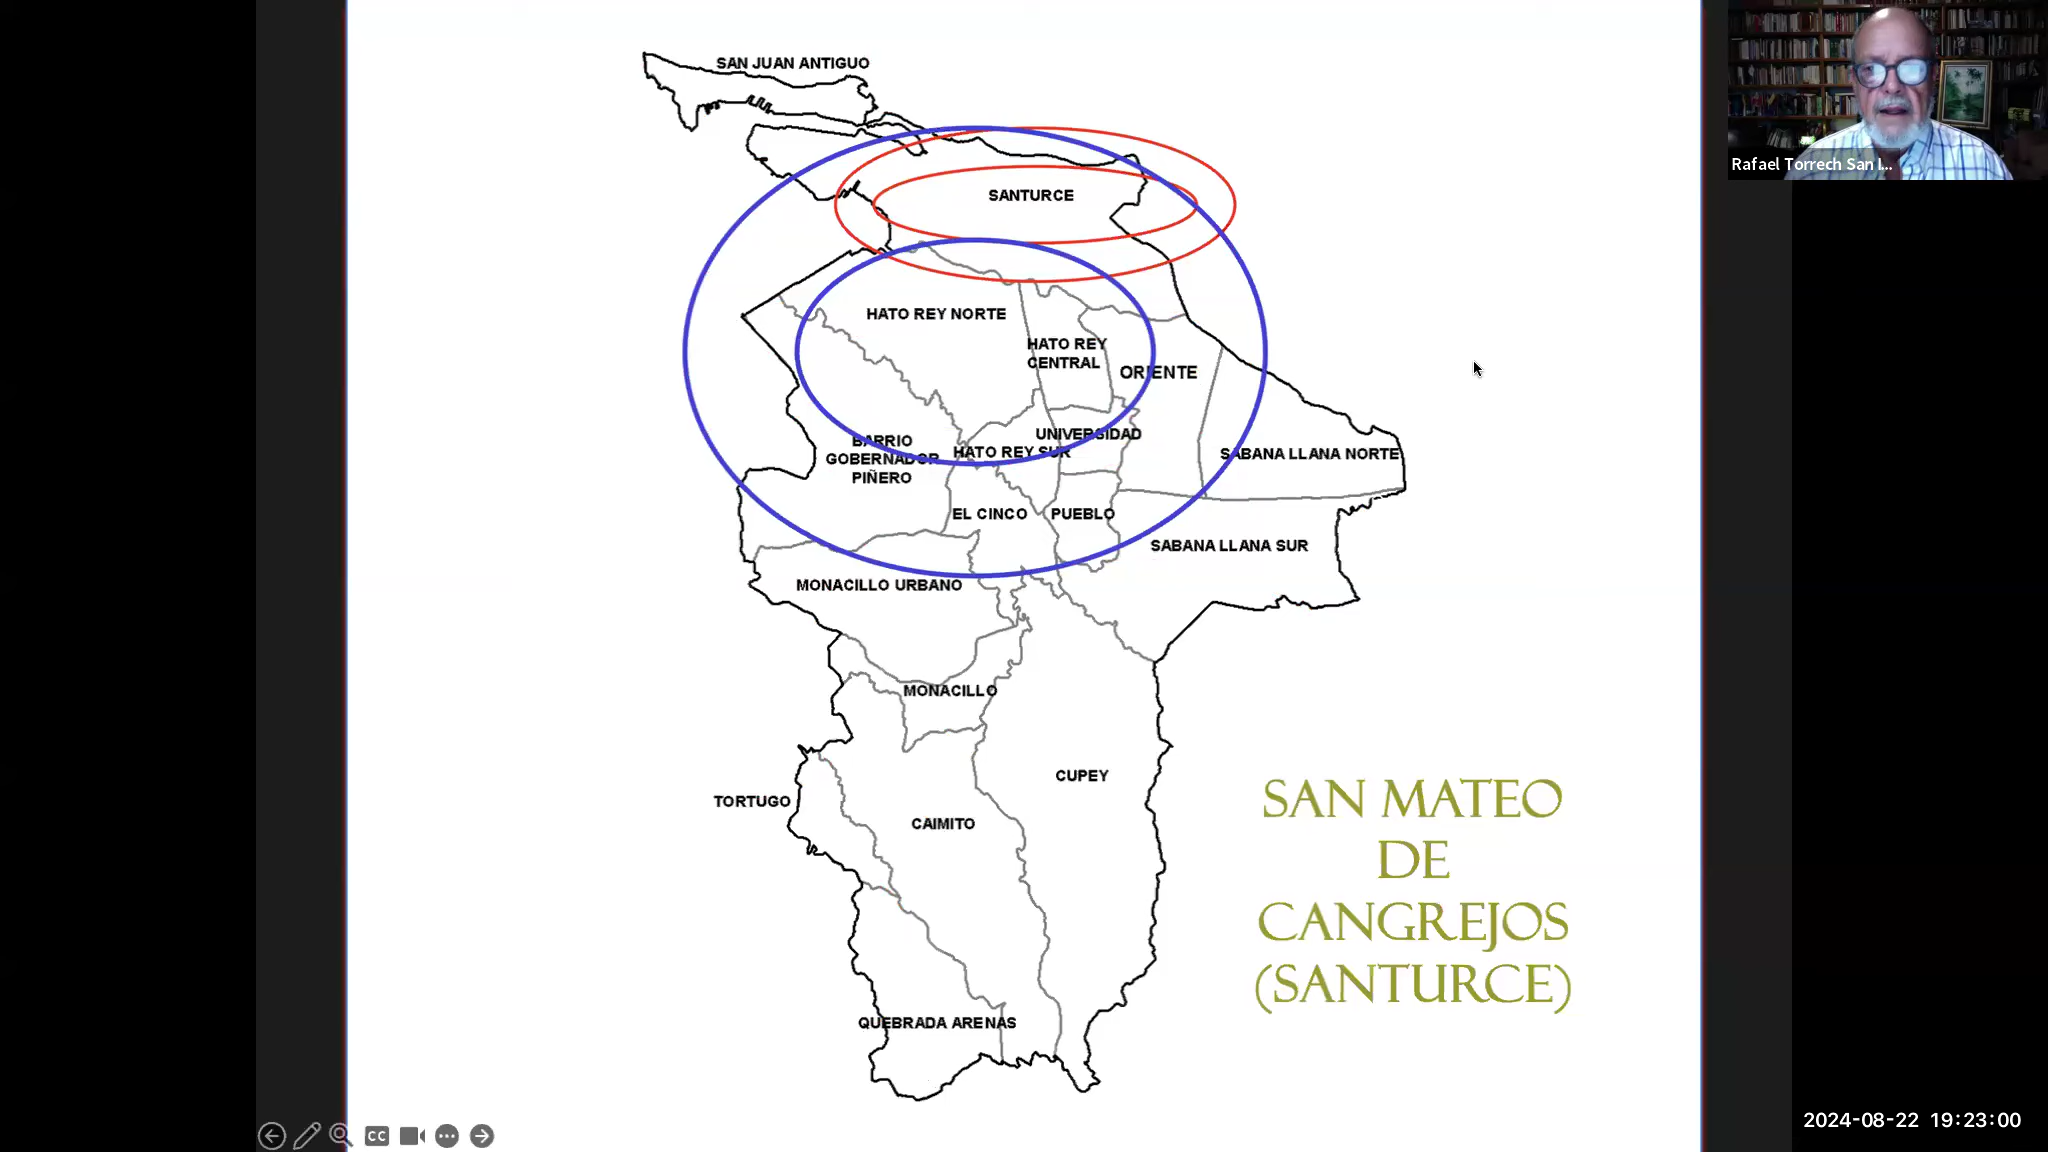 SAN JUAN ANTIGUO
Rafael Torrech San I...
SANTURCE
HATO REY NORTE
HATO REY
CENTRAL
ORIENTE
UNIVERSIDAD
BARRIO
GOBERNADOR
PIÑERO
HATO REY SUR
SABANA LLANA NORTE
EL CINCO
PUEBLO
SABANA LLANA SUR
MONACILLO URBANO
MONACILLO
CUPEY
TORTUGO
CAIMITO
QUEBRADA ARENAS
SAN MATEO
DE
CANGREJOS
(SANTURCE)
CC
2024-08-22 19:23:00